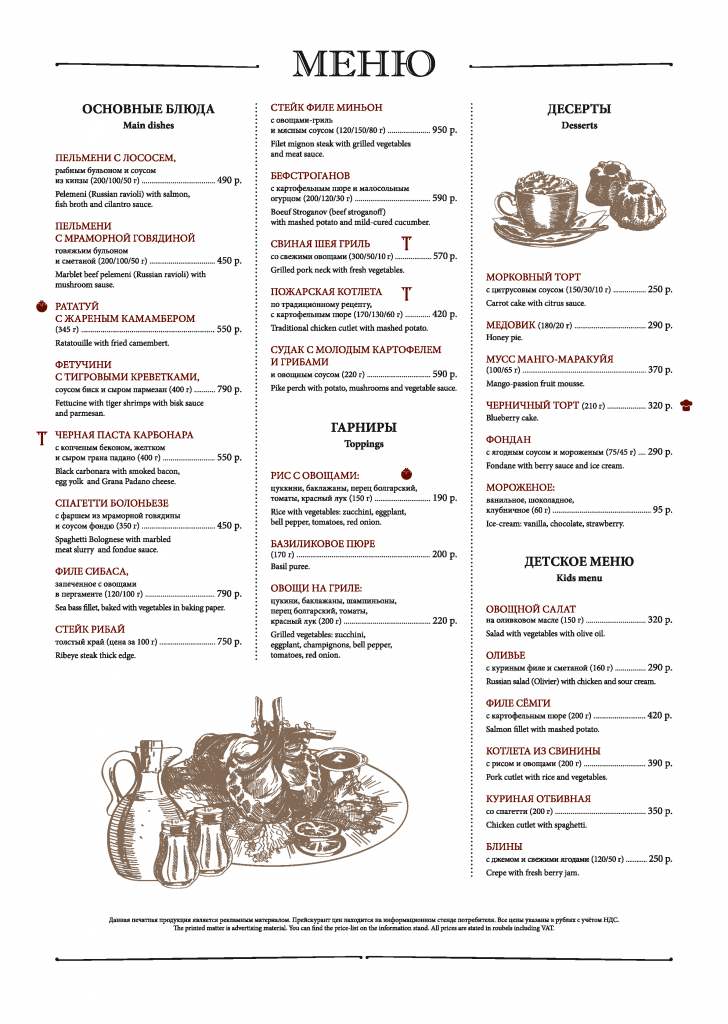 МЕНЮ
ОСНОВНЫЕ БЛЮДА
Main dishes
ПЕЛЬМЕНИ С ЛОСОСЕМ,
рыбным бульоном и соусом
из кинзы (200/100/50 г) ................................ 490 р.
Pelemeni (Russian ravioli) with salmon,
fish broth and cilantro sauce.
ПЕЛЬМЕНИ
С МРАМОРНОЙ ГОВЯДИНОЙ
говяжьим бульоном
и сметаной (200/100/50 г) ........................... 450 р.
Marblet beef pelemeni (Russian ravioli) with
mushroom sause.
РАТАТУЙ
С ЖАРЕНЫМ КАМАМБЕРОМ
(345 г) .......................................................... 550 р.
Ratatouille with fried camembert.
ФЕТУЧИНИ
С ТИГРОВЫМИ КРЕВЕТКАМИ,
соусом биск и сыром пармезан (400 г) ......... 790 р.
Fettucine with tiger shrimps with bisk sauce
and parmesan.
ЧЕРНАЯ ПАСТА КАРБОНАРА
с копченым беконом, желтком
и сыром грана падано (400 г) ....................... 550 р.
Black carbonara with smoked bacon,
egg yolk and Grana Padano cheese.
СПАГЕТТИ БОЛОНЬЕЗЕ
с фаршем из мраморной говядины
и соусом фондю (350 г) ............................... 450 р.
Spaghetti Bolognese with marbled
meat slurry and fondue sauce.
ФИЛЕ СИБАСА,
запеченное с овощами
в пергаменте (120/100 г) .............................. 790 р.
Sea bass fillet, baked with vegetables in baking paper.
СТЕЙК РИБАЙ
толстый край (цена за 100 г) ........................ 750 р.
Ribeye steak thick edge.
СТЕЙК ФИЛЕ МИНЬОН
с овощами-гриль
и мясным соусом (120/150/80 г) ................... 950 р.
Filet mignon steak with grilled vegetables
and meat sauce.
БЕФСТРОГАНОВ
с картофельным пюре и малосольным
огурцом (200/120/30 г) ................................ 590 р.
Boeuf Stroganov (beef stroganoff)
with mashed potato and mild-cured cucumber.
СВИНАЯ ШЕЯ ГРИЛЬ
со свежими овощами (300/50/10 г) ................ 570 р.
Grilled pork neck with fresh vegetables.
ПОЖАРСКАЯ КОТЛЕТА
по традиционному рецепту,
с картофельным пюре (170/130/60 г) ........... 420 р.
Traditional chicken cutlet with mashed potato.
СУДАК С МОЛОДЫМ КАРТОФЕЛЕМ
И ГРИБАМИ
и овощным соусом (220 г) ............................ 590 р.
Pike perch with potato, mushrooms and vegetable sauce.
ГАРНИРЫ
Toppings
РИС С ОВОЩАМИ:
цуккини, баклажаны, перец болгарский,
томаты, красный лук (150 г) ........................ 190 р.
Rice with vegetables: zucchini, eggplant,
bell pepper, tomatoes, red onion.
БАЗИЛИКОВОЕ ПЮРЕ
(170 г) .......................................................... 200 р.
Basil puree.
ОВОЩИ НА ГРИЛЕ:
цукини, баклажаны, шампиньоны,
перец болгарский, томаты,
красный лук (200 г) ..................................... 220 р.
Grilled vegetables: zucchini,
eggplant, champignons, bell pepper,
tomatoes, red onion.
ДЕСЕРТЫ
Desserts
МОРКОВНЫЙ ТОРТ
с цитрусовым соусом (150/30/10 г) ............... 250 р.
Carrot cake with citrus sauce.
МЕДОВИК (180/20 г) ................................. 290 р.
Honey pie.
МУСС МАНГО-МАРАКУЙЯ
(100/65 г) ...................................................... 370 р.
Mango-passion fruit mousse.
ЧЕРНИЧНЫЙ ТОРТ (210 г) ................. 320 р.
Blueberry cake.
ФОНДАН
с ягодным соусом и мороженым (75/45 г) ... 290 р.
Fondane with berry sauce and ice cream.
МОРОЖЕНОЕ:
ванильное, шоколадное,
клубничное (60 г) .......................................... 95 р.
Ice-cream: vanilla, chocolate, strawberry.
ДЕТСКОЕ МЕНЮ
Kids menu
ОВОЩНОЙ САЛАТ
на оливковом масле (150 г) .......................... 320 р.
Salad with vegetables with olive oil.
ОЛИВЬЕ
с куриным филе и сметаной (160 г) .............. 290 р.
Russian salad (Olivier) with chicken and sour cream.
ФИЛЕ СЁМГИ
с картофельным пюре (200 г) ....................... 420 р.
Salmon fillet with mashed potato.
КОТЛЕТА ИЗ СВИНИНЫ
с рисом и овощами (200 г) ........................... 390 р.
Pork cutlet with rice and vegetables.
КУРИНАЯ ОТБИВНАЯ
со спагетти (200 г) ....................................... 350 р.
Chicken cutlet with spaghetti.
БЛИНЫ
с джемом и свежими ягодами (120/50 г) ......... 250 р.
Crepe with fresh berry jam.
Данная печатная продукция является рекламным материалом. Прейскурант цен находится на информационном стенде потребителя. Все цены указаны в рублях с учётом НДС.
The printed matter is advertising material. You can find the price-list on the information stand. All prices are stated in roubels including VAT.